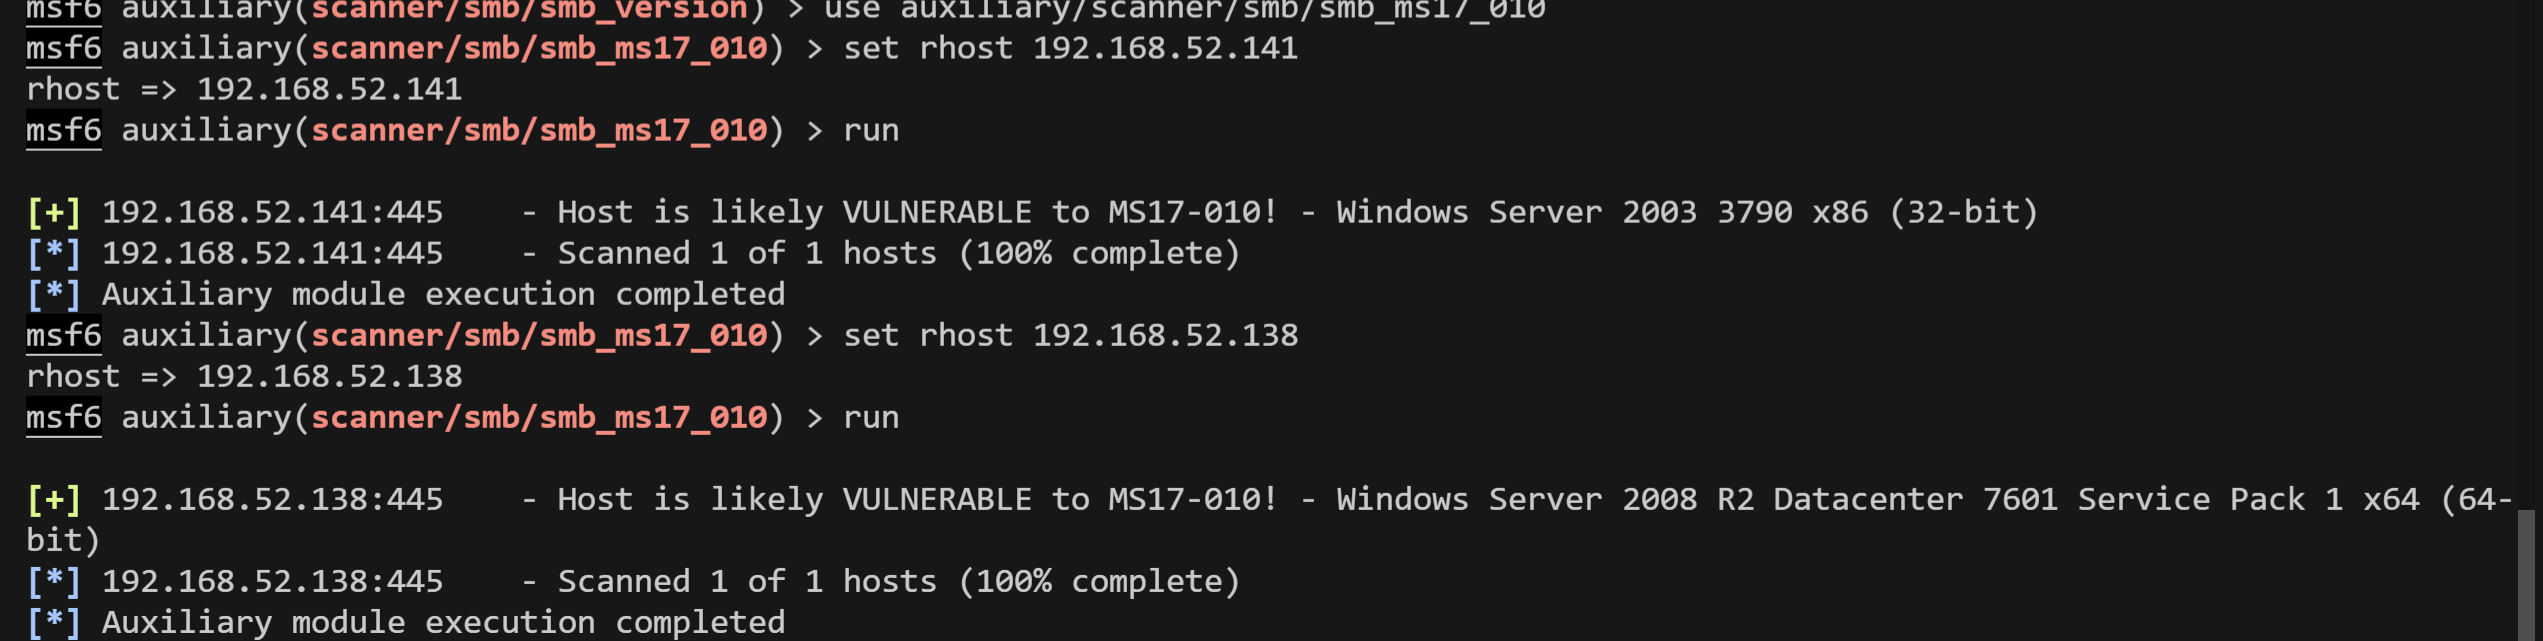 msf6 auxiliary(scanner/smb/smb_version) > use auxiliary/scanner/smb/smb_ms17_010
msf6 auxiliary(scanner/smb/smb_ms17_010) > set rhost 192.168.52.141
rhost => 192.168.52.141
msf6 auxiliary(scanner/smb/smb_ms17_010) > run
[+] 192.168.52.141:445    - Host is likely VULNERABLE to MS17-010! - Windows Server 2003 3790 x86 (32-bit)
[*] 192.168.52.141:445    - Scanned 1 of 1 hosts (100% complete)
[*] Auxiliary module execution completed
msf6 auxiliary(scanner/smb/smb_ms17_010) > set rhost 192.168.52.138
rhost => 192.168.52.138
msf6 auxiliary(scanner/smb/smb_ms17_010) > run
[+] 192.168.52.138:445    - Host is likely VULNERABLE to MS17-010! - Windows Server 2008 R2 Datacenter 7601 Service Pack 1 x64 (64-
bit)
[*] 192.168.52.138:445    - Scanned 1 of 1 hosts (100% complete)
[*] Auxiliary module execution completed